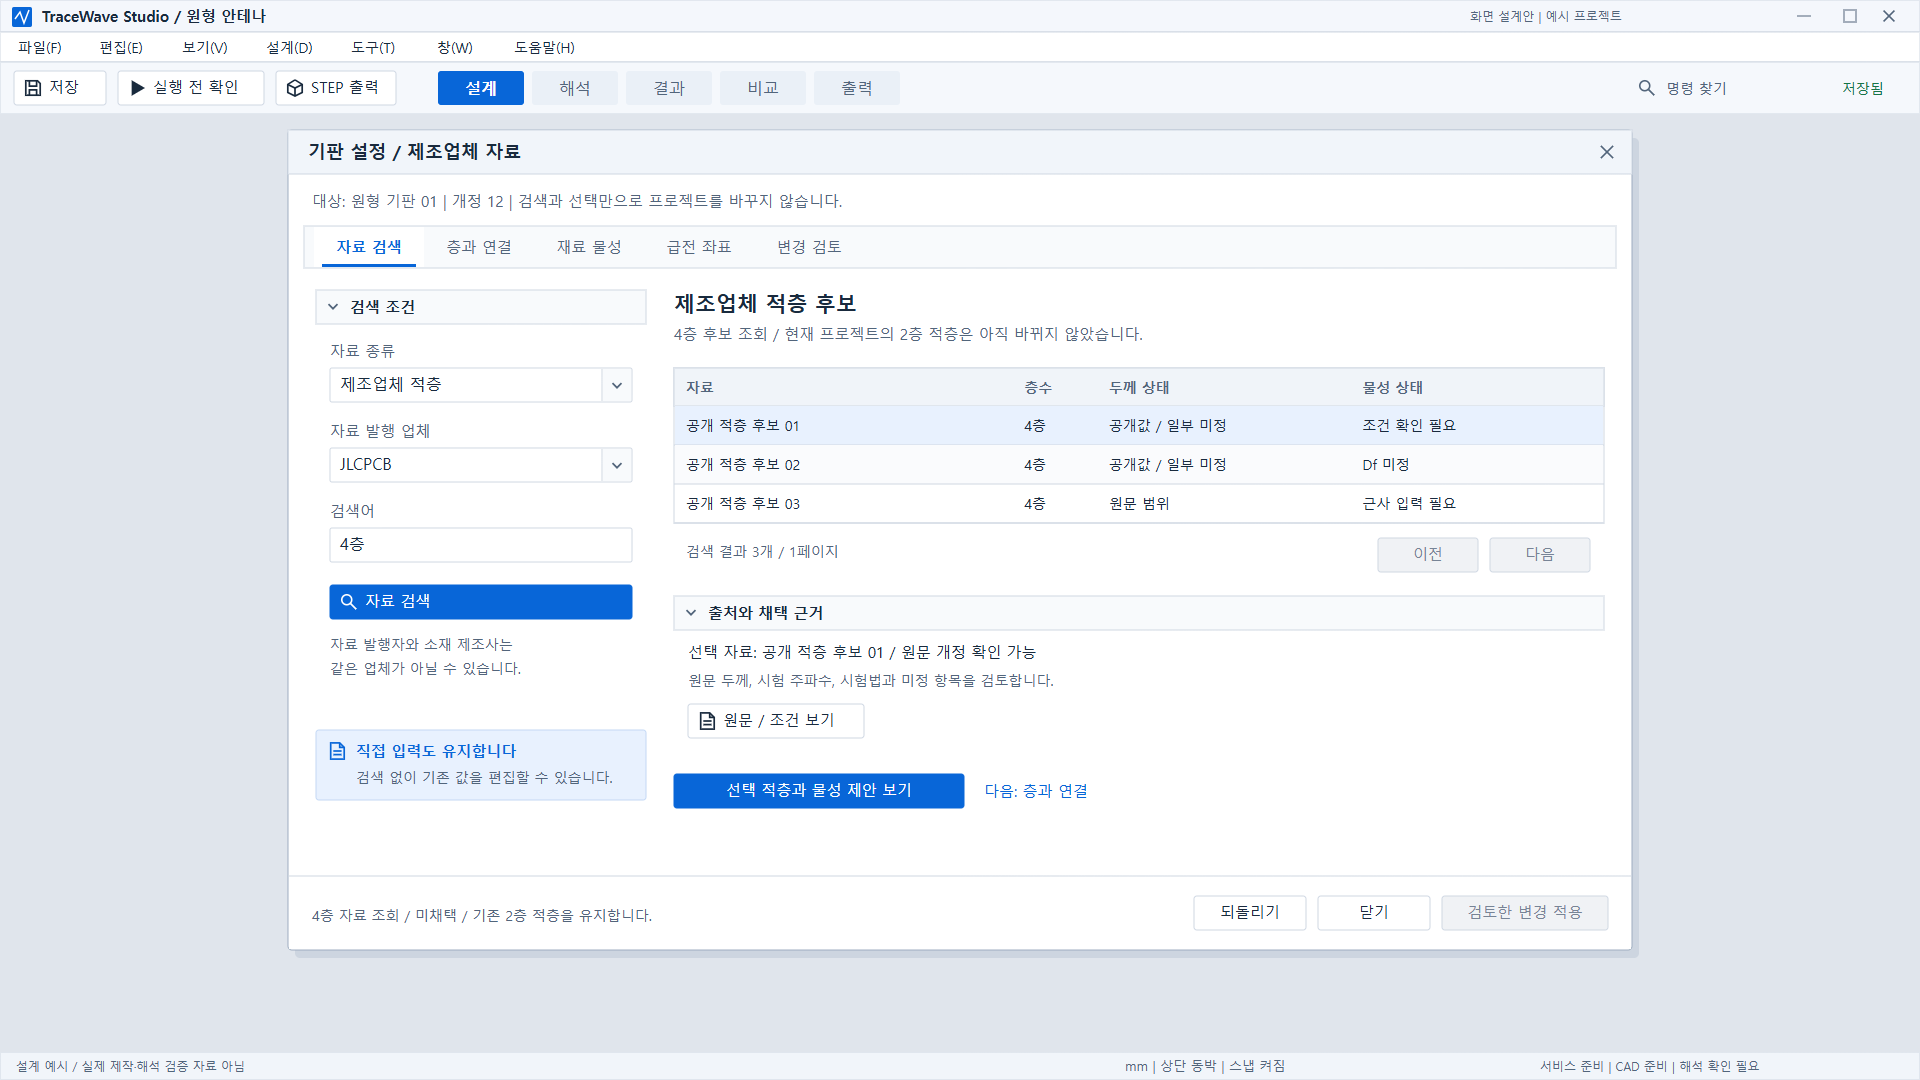 TraceWave Studio / 원형 안테나
화면 설계안 | 예시 프로젝트
파일(F) 편집(E) 보기(V) 설계(D) 도구(T) 창(W) 도움말(H)
저장 실행 전 확인 STEP 출력 설계 해석 결과 비교 출력 명령 찾기 저장됨
기판 설정 / 제조업체 자료
대상: 원형 기판 01 | 개정 12 | 검색과 선택만으로 프로젝트를 바꾸지 않습니다.
자료 검색 층과 연결 재료 물성 급전 좌표 변경 검토
검색 조건
자료 종류
제조업체 적층
자료 발행 업체
JLCPCB
검색어
4층
자료 검색
자료 발행자와 소재 제조사는
같은 업체가 아닐 수 있습니다.
직접 입력도 유지합니다
검색 없이 기존 값을 편집할 수 있습니다.
제조업체 적층 후보
4층 후보 조회 / 현재 프로젝트의 2층 적층은 아직 바뀌지 않았습니다.
자료 층수 두께 상태 물성 상태
공개 적층 후보 01 4층 공개값 / 일부 미정 조건 확인 필요
공개 적층 후보 02 4층 공개값 / 일부 미정 Df 미정
공개 적층 후보 03 4층 원문 범위 근사 입력 필요
검색 결과 3개 / 1페이지 이전 다음
출처와 채택 근거
선택 자료: 공개 적층 후보 01 / 원문 개정 확인 가능
원문 두께, 시험 주파수, 시험법과 미정 항목을 검토합니다.
원문 / 조건 보기
선택 적층과 물성 제안 보기 다음: 층과 연결
4층 자료 조회 / 미채택 / 기존 2층 적층을 유지합니다. 되돌리기 닫기 검토한 변경 적용
설계 예시 / 실제 제작·해석 검증 자료 아님 mm | 상단 동박 | 스냅 켜짐 서비스 준비 | CAD 준비 | 해석 확인 필요